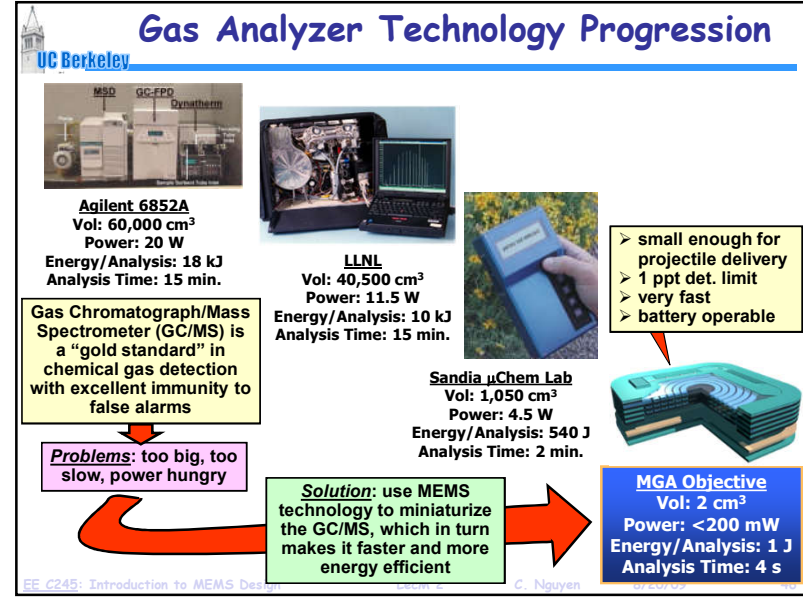 Gas Analyzer Technology Progression
UC Berkeley
MSD
GC-FPD
Dynatherm
Agilent 6852A
Vol: 60,000 cm³
Power: 20 W
Energy/Analysis: 18 kJ
Analysis Time: 15 min.
LLNL
Vol: 40,500 cm³
Power: 11.5 W
Energy/Analysis: 10 kJ
Analysis Time: 15 min.
Sandia μChem Lab
Vol: 1,050 cm³
Power: 4.5 W
Energy/Analysis: 540 J
Analysis Time: 2 min.
➢ small enough for
projectile delivery
➢ 1 ppt det. limit
➢ very fast
➢ battery operable
Gas Chromatograph/Mass
Spectrometer (GC/MS) is
a “gold standard” in
chemical gas detection
with excellent immunity to
false alarms
Problems: too big, too
slow, power hungry
Solution: use MEMS
technology to miniaturize
the GC/MS, which in turn
makes it faster and more
energy efficient
MGA Objective
Vol: 2 cm³
Power: <200 mW
Energy/Analysis: 1 J
Analysis Time: 4 s
EE C245: Introduction to MEMS Design LecM 2 C. Nguyen